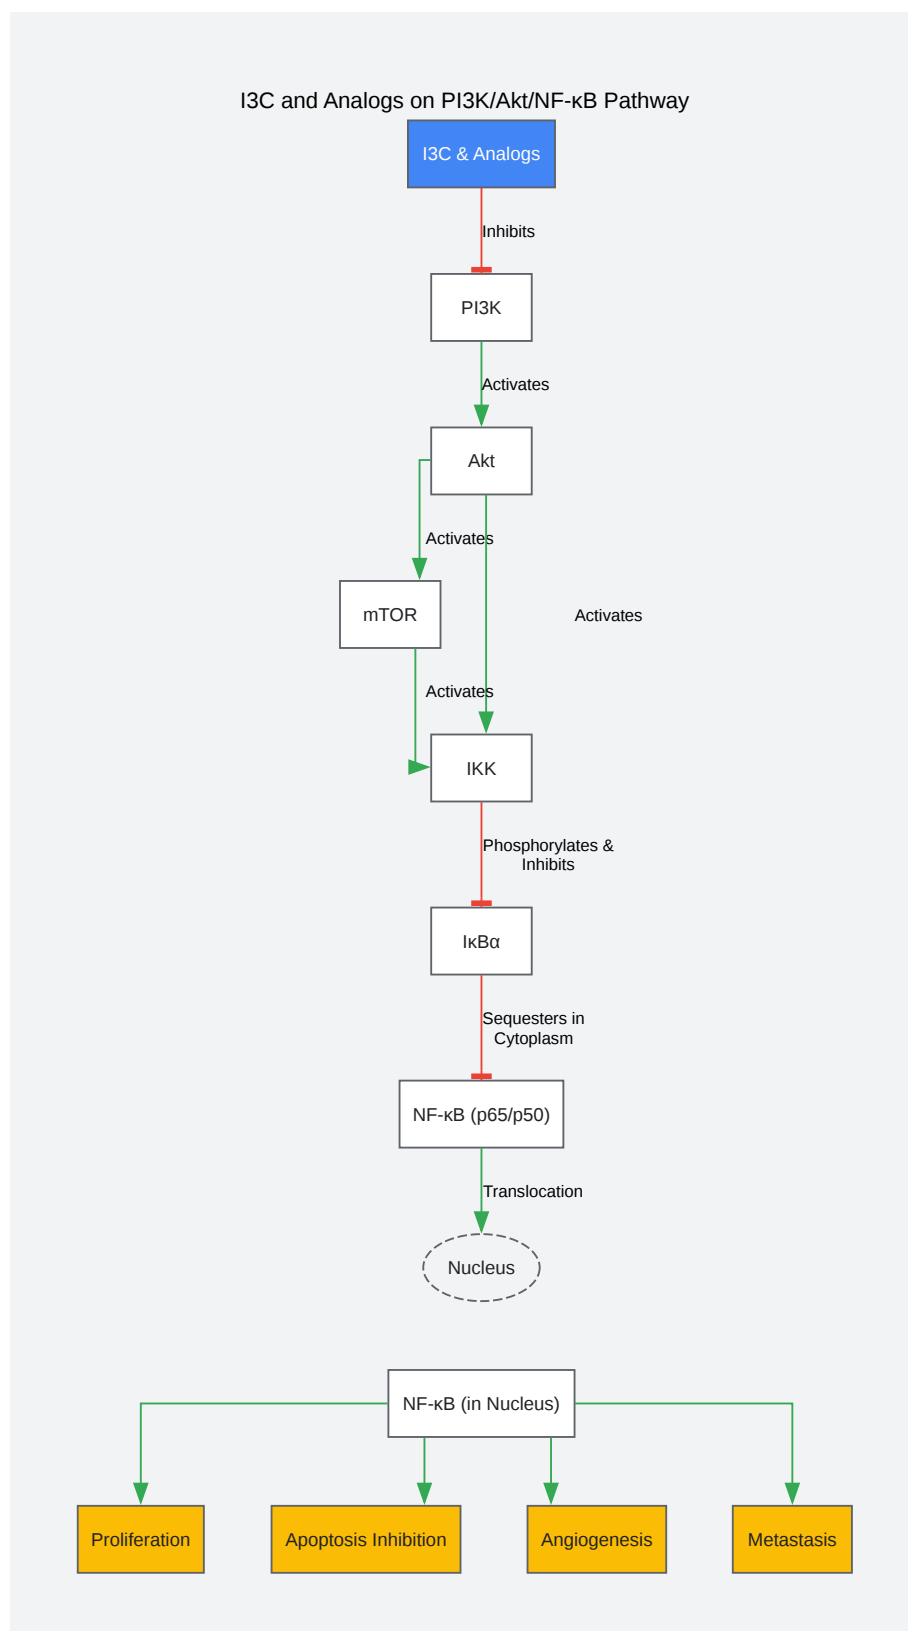 I3C and Analogs on PI3K/Akt/NF-κB Pathway
I3C & Analogs
Inhibits
PI3K
Activates
Akt
Activates
mTOR
Activates
Activates
IKK
Phosphorylates &
Inhibits
IκBα
Sequesters in
Cytoplasm
NF-κB (p65/p50)
Translocation
Nucleus
NF-κB (in Nucleus)
Proliferation
Apoptosis Inhibition
Angiogenesis
Metastasis